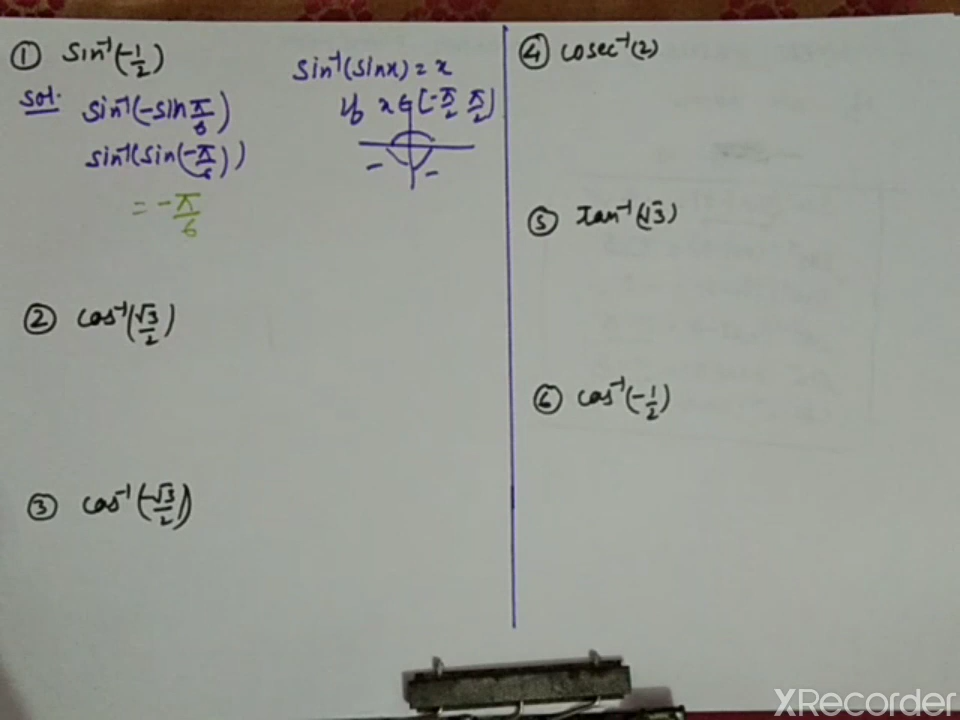 ① Sin⁻¹(-1/2)
Sol:
Sin⁻¹(-sin π/6)
sin⁻¹(sin(-π/6))
= -π/6
Sin⁻¹(sinx) = x
if x ∈ [-π/2 π/2]
② cos⁻¹(√3/2)
③ cos⁻¹(-√3/2)
④ cosec⁻¹(2)
⑤ tan⁻¹(√3)
⑥ cos⁻¹(-1/2)
XRecorder